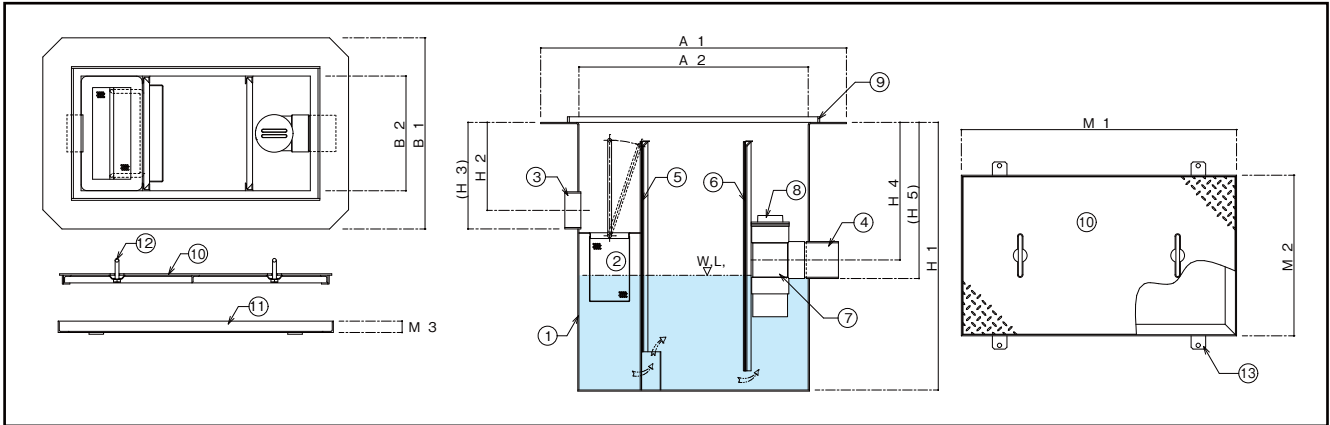 B 2
B 1
⑫
⑩
⑪
M 3
A 1
A 2
⑨
(H 3)
H 2
③
⑤
⑥
⑧
④
H 4
(H 5)
H 1
②
W,L,
①
⑦
M 1
⑩
M 2
⑬